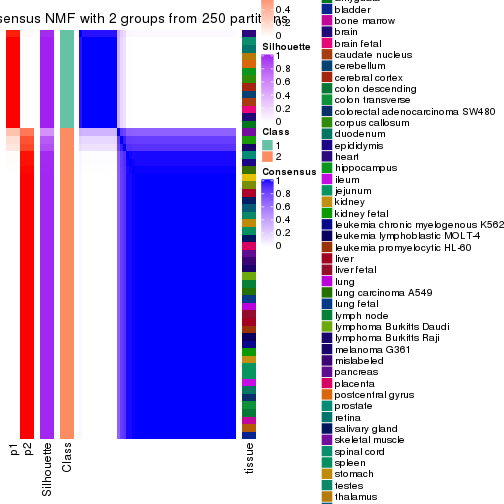 sensus NMF with 2 groups from 250 partitions
p1
p2
Silhouette
Class
tissue
0.4
0.2
0
Silhouette
1
0.8
0.6
0.4
0.2
0
Class
1
2
Consensus
1
0.8
0.6
0.4
0.2
0
bladder
bone marrow
brain
brain fetal
caudate nucleus
cerebellum
cerebral cortex
colon descending
colon transverse
colorectal adenocarcinoma SW480
corpus callosum
duodenum
epididymis
heart
hippocampus
ileum
jejunum
kidney
kidney fetal
leukemia chronic myelogenous K562
leukemia lymphoblastic MOLT-4
leukemia promyelocytic HL-60
liver
liver fetal
lung
lung carcinoma A549
lung fetal
lymph node
lymphoma Burkitts Daudi
lymphoma Burkitts Raji
melanoma G361
mislabeled
pancreas
placenta
postcentral gyrus
prostate
retina
salivary gland
skeletal muscle
spinal cord
spleen
stomach
testes
thalamus